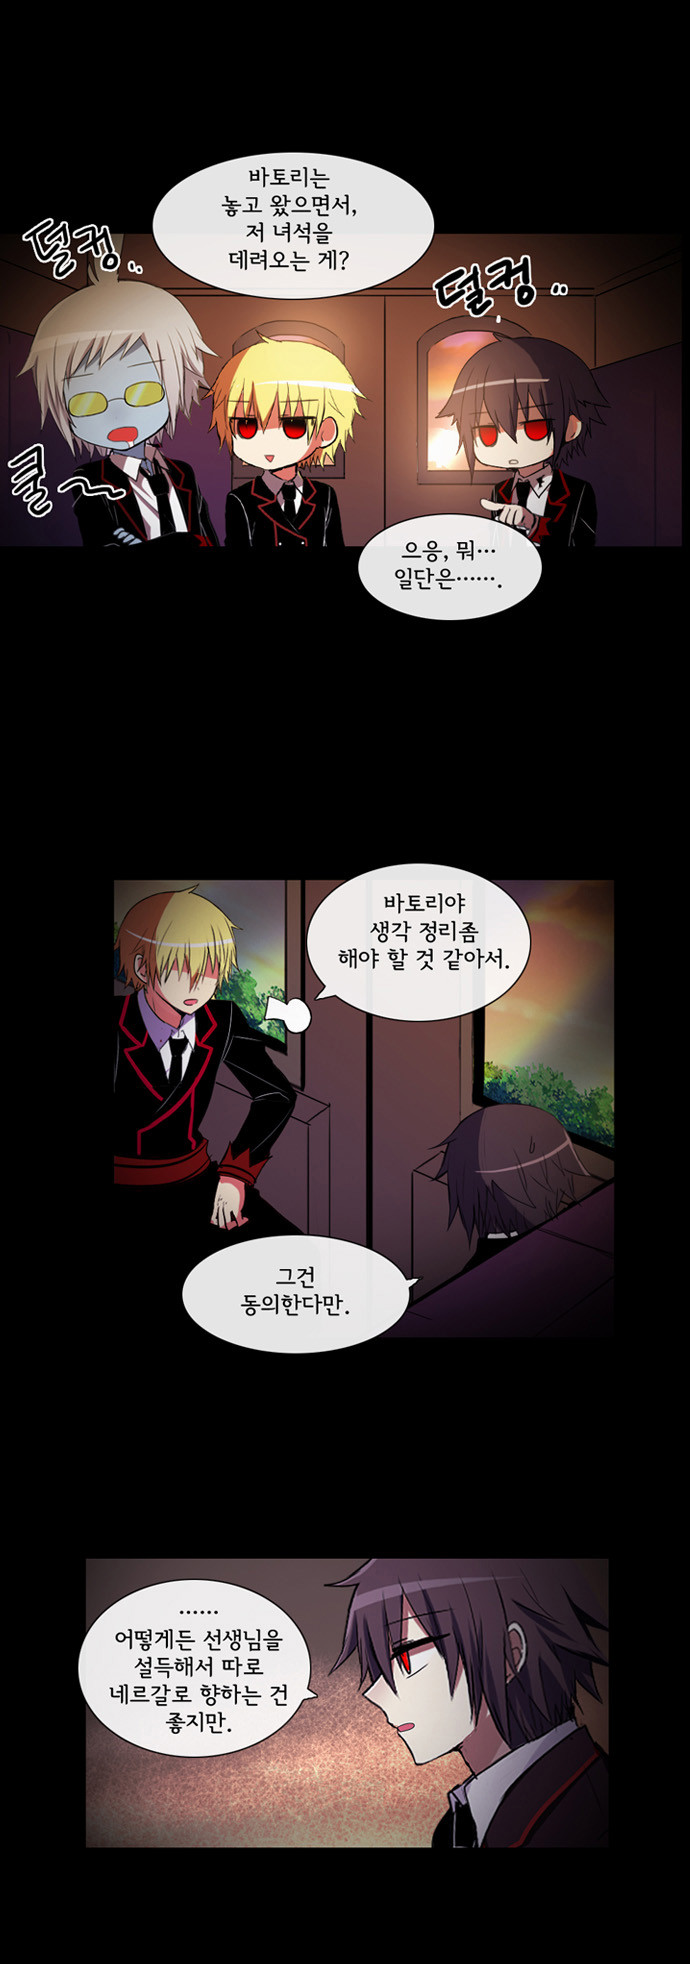 바토리는
놓고 왔으면서,
저 녀석을
데려오는 게?
덜컹..
덜컹..
쿨~
으응, 뭐…
일단은…….
바토리야
생각 정리좀
해야 할 것 같아서.
그건
동의한다만.
……
어떻게든 선생님을
설득해서 따로
네르갈로 향하는 건
좋지만.